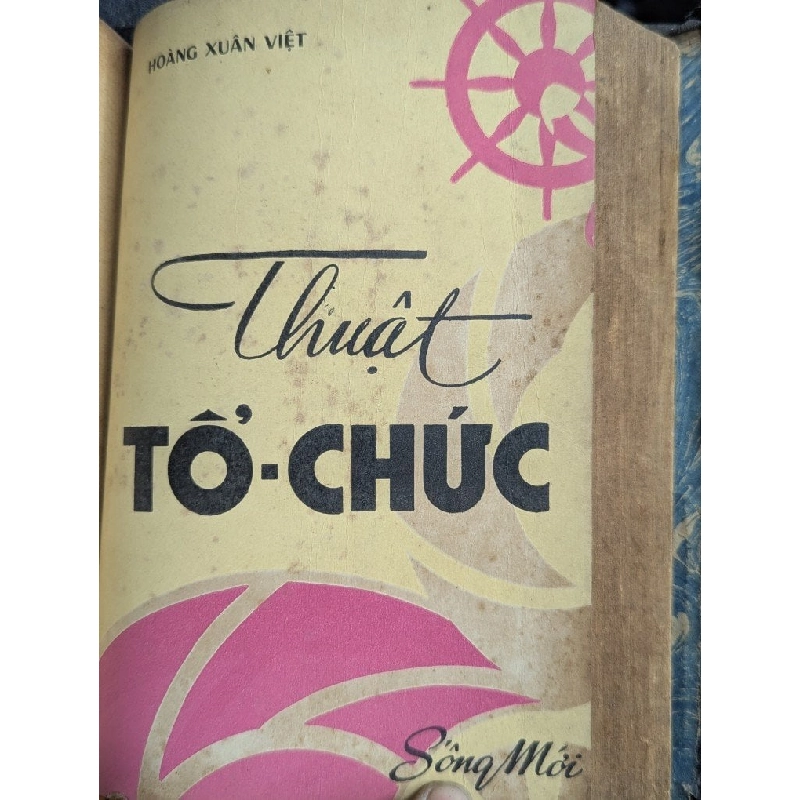 HOÀNG XUÂN VIỆT
Thuật
TỔ-CHỨC
Sống Mới